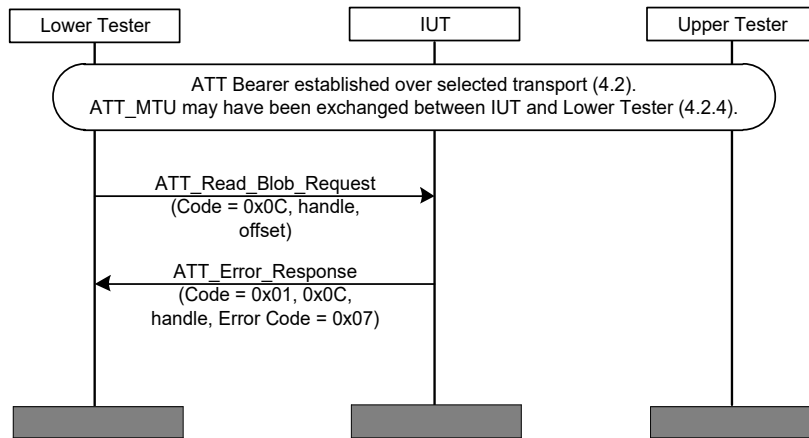 Lower Tester
IUT
Upper Tester
ATT Bearer established over selected transport (4.2).
ATT_MTU may have been exchanged between IUT and Lower Tester (4.2.4).
ATT_Read_Blob_Request
(Code = 0x0C, handle,
offset)
ATT_Error_Response
(Code = 0x01, 0x0C,
handle, Error Code = 0x07)